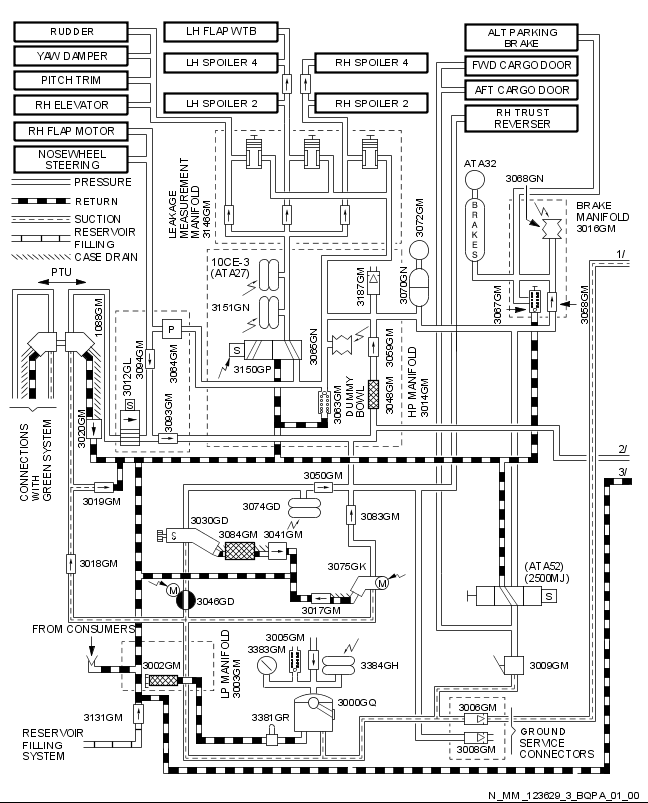 RUDDER
YAW DAMPER
PITCH TRIM
RH ELEVATOR
RH FLAP MOTOR
NOSEWHEEL
STEERING
LH FLAP WTB
LH SPOILER 4
LH SPOILER 2
RH SPOILER 4
RH SPOILER 2
ALT PARKING
BRAKE
FWD CARGO DOOR
AFT CARGO DOOR
RH TRUST
REVERSER
PRESSURE
RETURN
SUCTION
RESERVOIR
FILLING
CASE DRAIN
LEAKAGE
MEASUREMENT
MANIFOLD
3146GM
ATA32
BRAKES
3068GN
BRAKE
MANIFOLD
3016GM
3067GM
3058GM
3072GM
3070GN
10CE-3
(ATA27)
3151GN
3187GM
3065GN
S
3150GP
3059GM
3048GM
3063GM
DUMMY
BOWL
HP MANIFOLD
3014GM
PTU
1088GM
3012GL
S
3094GM
P
3064GM
3093GM
3020GM
CONNECTIONS
WITH
GREEN SYSTEM
1/
2/
3/
3019GM
3018GM
3050GM
3074GD
3083GM
3030GD
S
3084GM
3041GM
3075GK
M
3017GM
M
3046GD
(ATA52)
(2500MJ)
S
3009GM
FROM CONSUMERS
3002GM
LP MANIFOLD
3003GM
3005GM
3383GM
3384GH
3000GQ
3381GR
3131GM
RESERVOIR
FILLING
SYSTEM
3006GM
3008GM
GROUND
SERVICE
CONNECTORS
N_MM_123629_3_BQPA_01_00